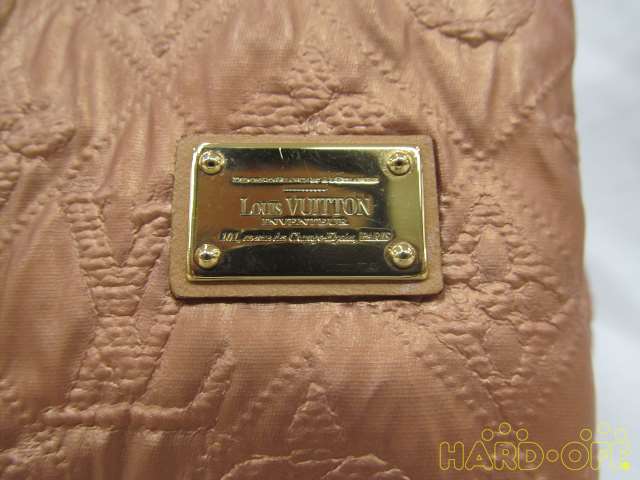 LOUIS VUITTON
INVENTEUR
101, avenue des Champs-Elysées, PARIS
HARD·OFF